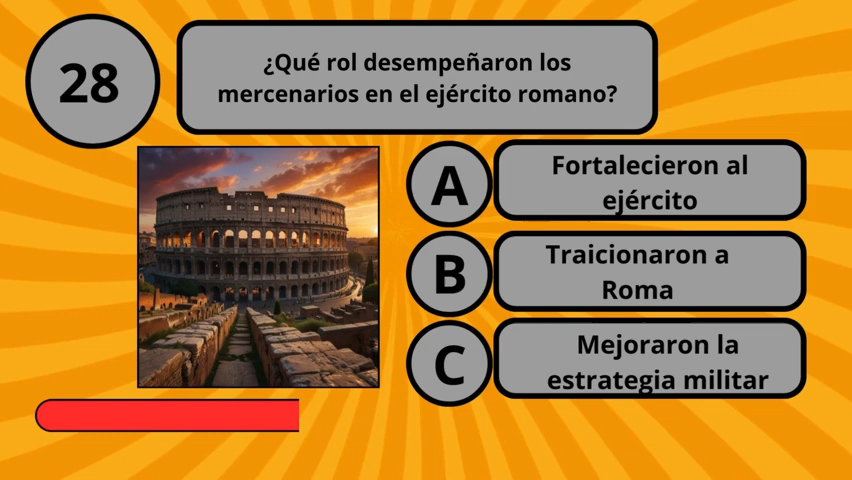 28
¿Qué rol desempeñaron los
mercenarios en el ejército romano?
A
Fortalecieron al
ejército
B
Traicionaron a
Roma
C
Mejoraron la
estrategia militar